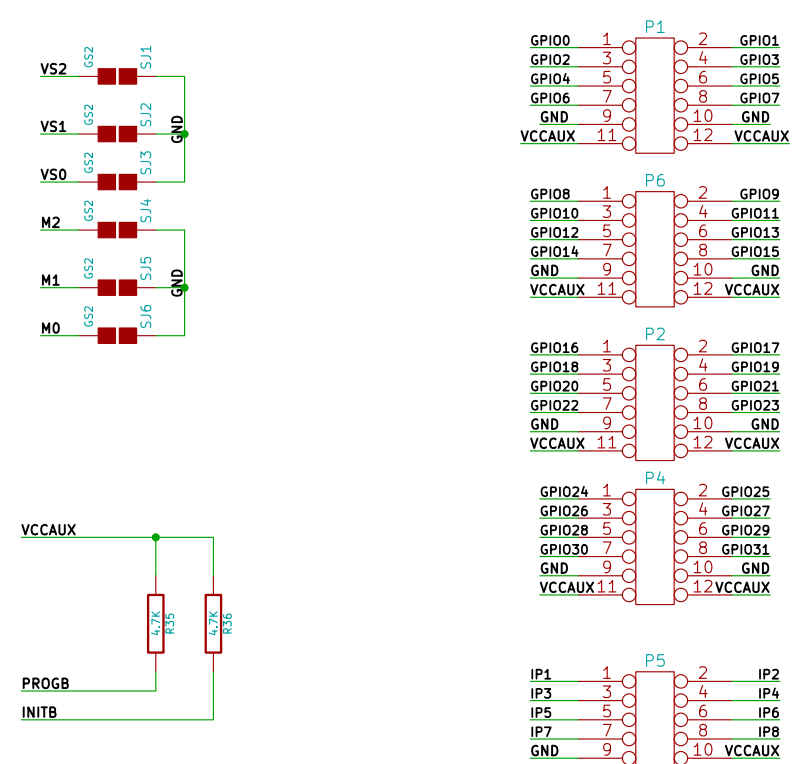 VS2 GS2 SJ1
VS1 GS2 SJ2
GND
VS0 GS2 SJ3
M2 GS2 SJ4
M1 GS2 SJ5
GND
M0 GS2 SJ6
VCCAUX
4.7K R35
4.7K R36
PROGB
INITB
P1
GPIO0 1 2 GPIO1
GPIO2 3 4 GPIO3
GPIO4 5 6 GPIO5
GPIO6 7 8 GPIO7
GND 9 10 GND
VCCAUX 11 12 VCCAUX
P6
GPIO8 1 2 GPIO9
GPIO10 3 4 GPIO11
GPIO12 5 6 GPIO13
GPIO14 7 8 GPIO15
GND 9 10 GND
VCCAUX 11 12 VCCAUX
P2
GPIO16 1 2 GPIO17
GPIO18 3 4 GPIO19
GPIO20 5 6 GPIO21
GPIO22 7 8 GPIO23
GND 9 10 GND
VCCAUX 11 12 VCCAUX
P4
GPIO24 1 2 GPIO25
GPIO26 3 4 GPIO27
GPIO28 5 6 GPIO29
GPIO30 7 8 GPIO31
GND 9 10 GND
VCCAUX 11 12 VCCAUX
P5
IP1 1 2 IP2
IP3 3 4 IP4
IP5 5 6 IP6
IP7 7 8 IP8
GND 9 10 VCCAUX